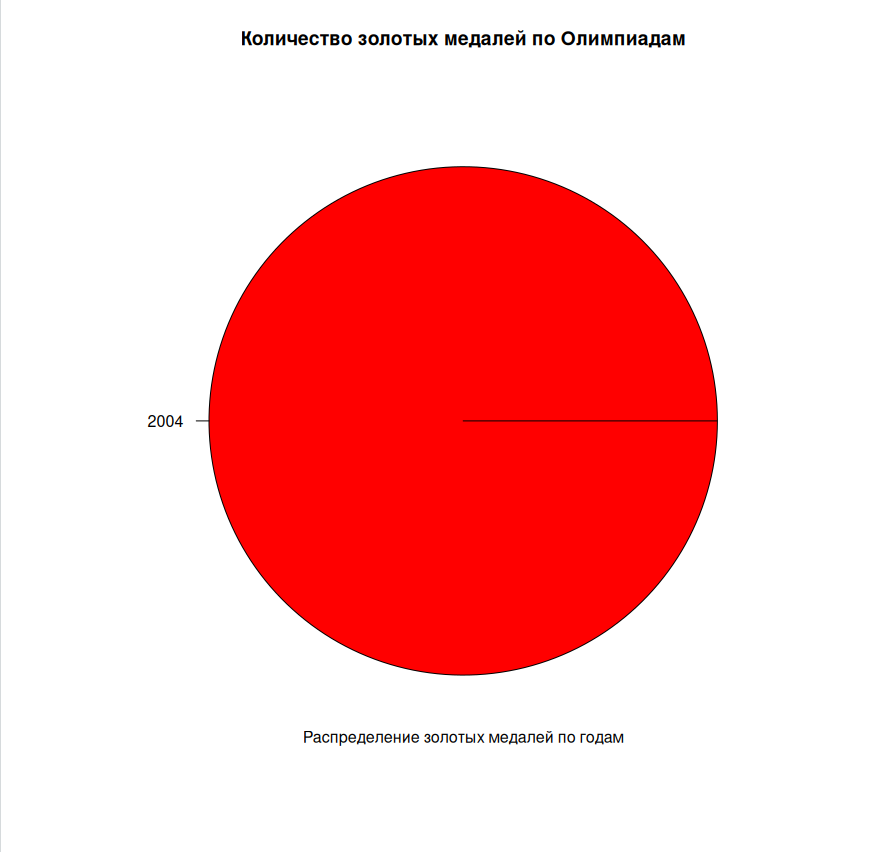 Количество золотых медалей по Олимпиадам
2004
Распределение золотых медалей по годам